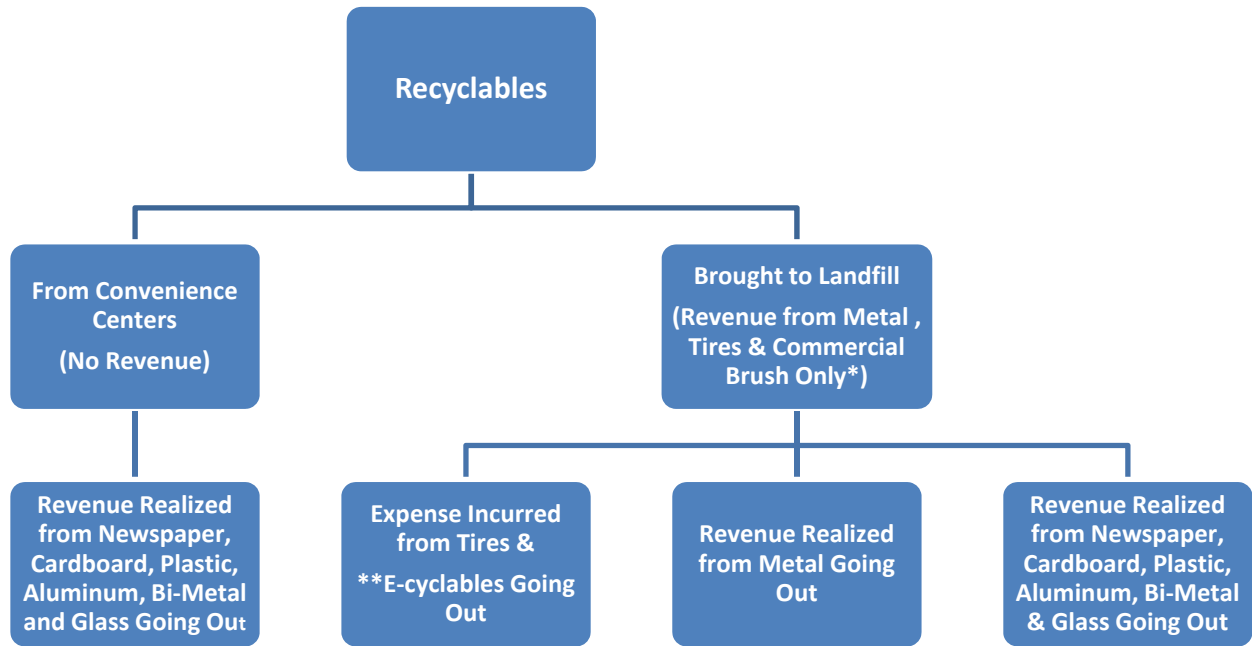 Recyclables
From Convenience
Centers
(No Revenue)
Brought to Landfill
(Revenue from Metal ,
Tires & Commercial
Brush Only*)
Revenue Realized
from Newspaper,
Cardboard, Plastic,
Aluminum, Bi-Metal
and Glass Going Out
Expense Incurred
from Tires &
**E-cyclables Going
Out
Revenue Realized
from Metal Going
Out
Revenue Realized
from Newspaper,
Cardboard, Plastic,
Aluminum, Bi-Metal
& Glass Going Out